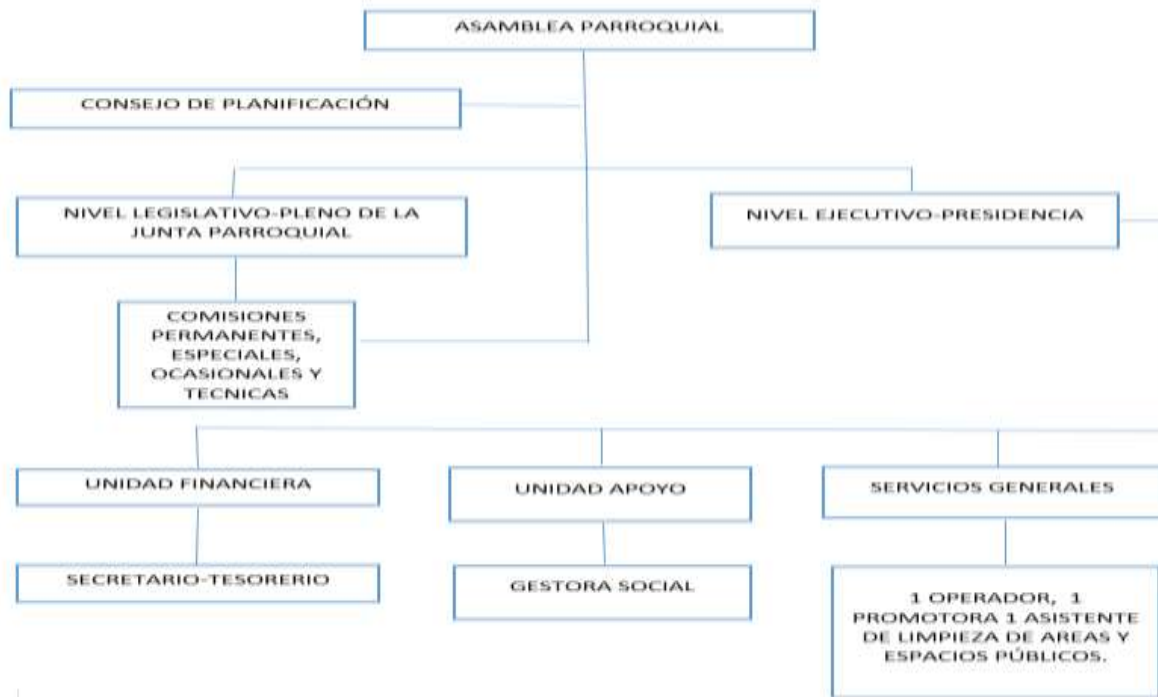 ASAMBLEA PARROQUIAL
CONSEJO DE PLANIFICACIÓN
NIVEL LEGISLATIVO-PLENO DE LA
JUNTA PARROQUIAL
NIVEL EJECUTIVO-PRESIDENCIA
COMISIONES
PERMANENTES,
ESPECIALES,
OCASIONALES Y
TECNICAS
UNIDAD FINANCIERA
UNIDAD APOYO
SERVICIOS GENERALES
SECRETARIO-TESORERIO
GESTORA SOCIAL
1 OPERADOR, 1
PROMOTORA 1 ASISTENTE
DE LIMPIEZA DE AREAS Y
ESPACIOS PÚBLICOS.